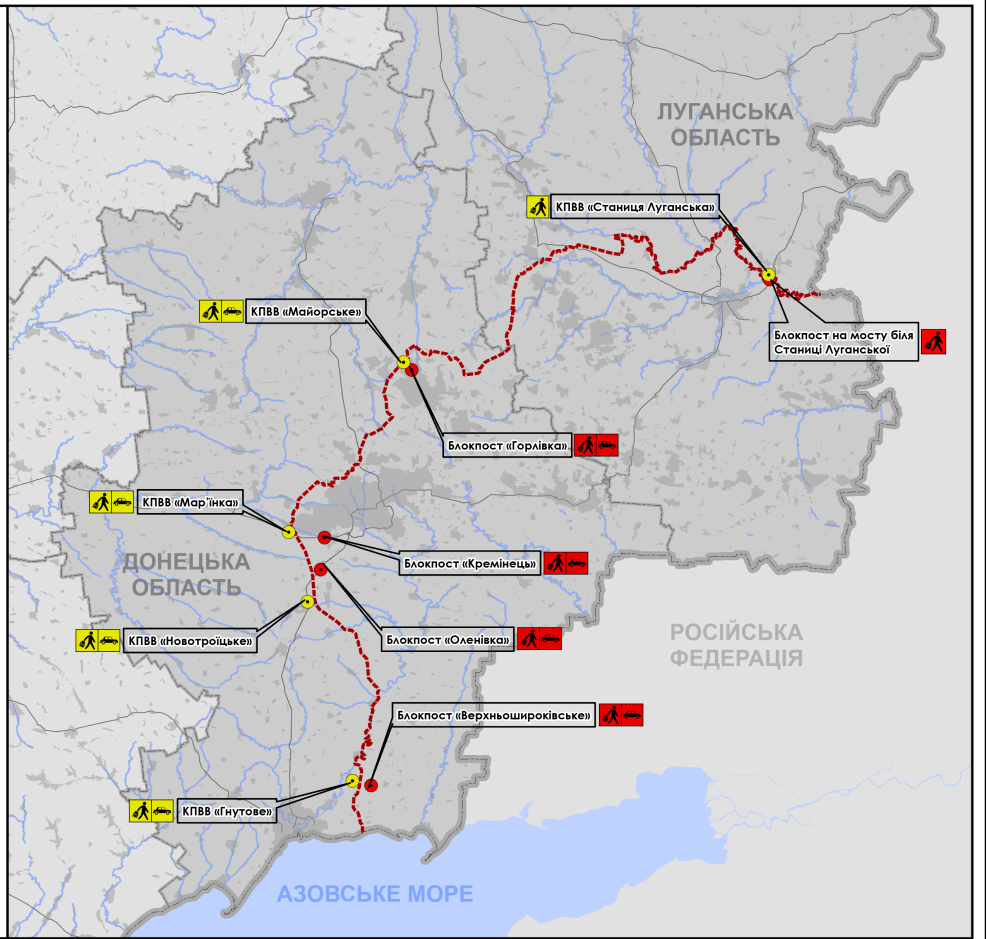 ЛУГАНСЬКА
ОБЛАСТЬ
КПВВ «Станиця Луганська»
КПВВ «Майорське»
Блокпост на мосту біля
Станиці Луганської
Блокпост «Горлівка»
КПВВ «Мар'їнка»
ДОНЕЦЬКА
ОБЛАСТЬ
Блокпост «Кремінець»
КПВВ «Новотроїцьке»
Блокпост «Оленівка»
РОСІЙСЬКА
ФЕДЕРАЦІЯ
Блокпост «Верхньошироківське»
КПВВ «Гнутове»
АЗОВСЬКЕ МОРЕ